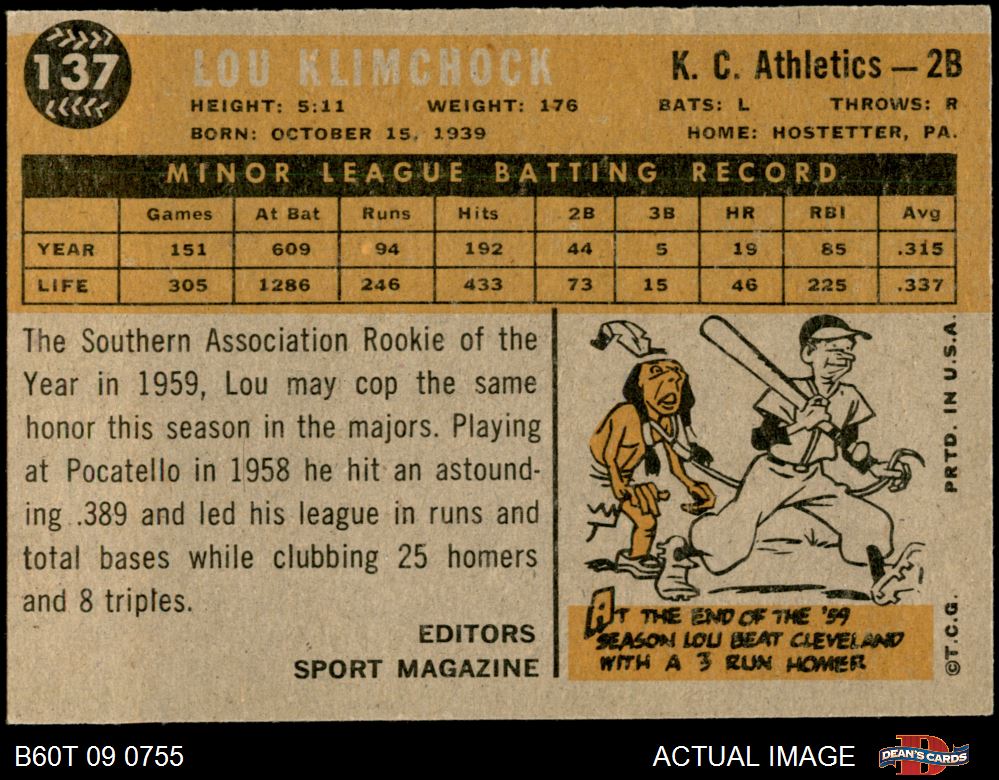 137
LOU KLIMCHOCK
K. C. Athletics — 2B
HEIGHT: 5:11 WEIGHT: 176 BATS: L THROWS: R
BORN: OCTOBER 15, 1939 HOME: HOSTETTER, PA.
MINOR LEAGUE BATTING RECORD
Games At Bat Runs Hits 2B 3B HR RBI Avg
YEAR 151 609 94 192 44 5 19 85 .315
LIFE 305 1286 246 433 73 15 46 225 .337
The Southern Association Rookie of the
Year in 1959, Lou may cop the same
honor this season in the majors. Playing
at Pocatello in 1958 he hit an astound-
ing .389 and led his league in runs and
total bases while clubbing 25 homers
and 8 triples.
EDITORS
SPORT MAGAZINE
AT THE END OF THE '59
SEASON LOU BEAT CLEVELAND
WITH A 3 RUN HOMER
©T.C.G. PRTD. IN U.S.A.
B60T 09 0755 ACTUAL IMAGE DEAN'S CARDS